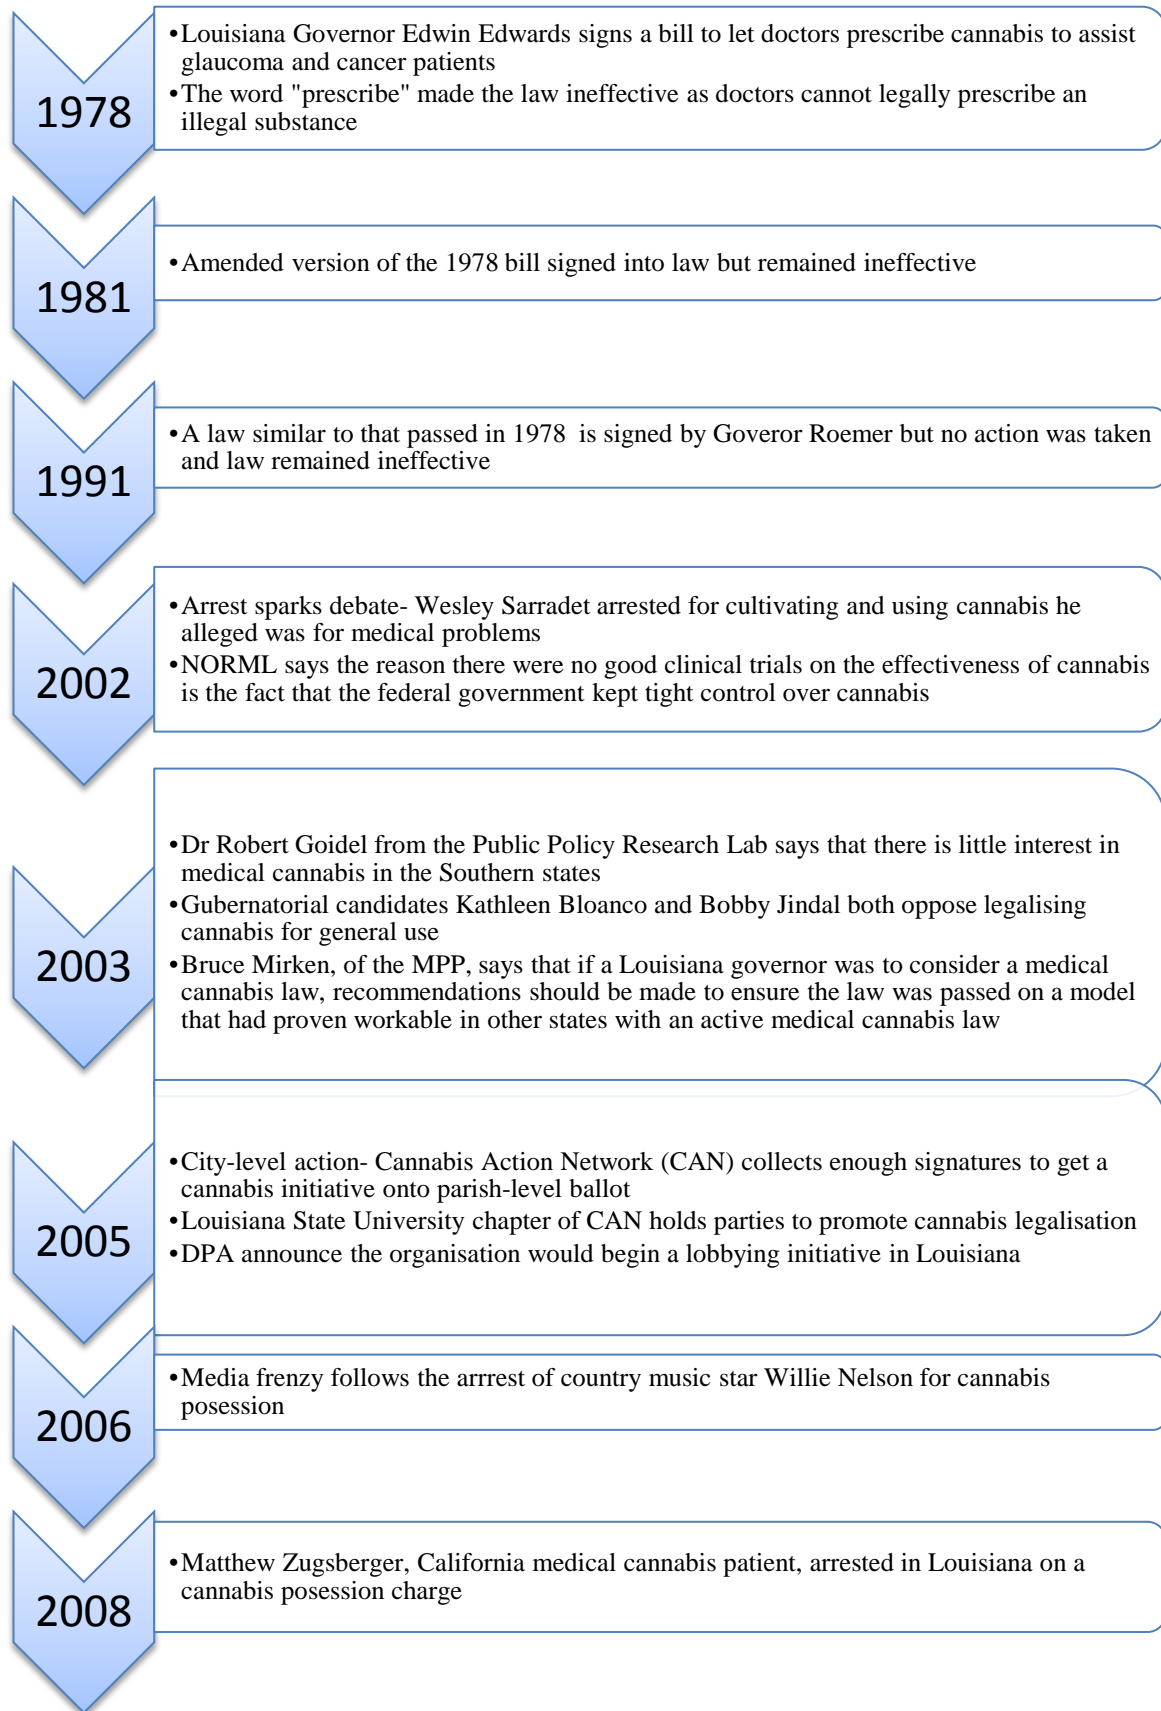 1978
•Louisiana Governor Edwin Edwards signs a bill to let doctors prescribe cannabis to assist
glaucoma and cancer patients
•The word "prescribe" made the law ineffective as doctors cannot legally prescribe an
illegal substance
1981
•Amended version of the 1978 bill signed into law but remained ineffective
1991
•A law similar to that passed in 1978 is signed by Goveror Roemer but no action was taken
and law remained ineffective
2002
•Arrest sparks debate- Wesley Sarradet arrested for cultivating and using cannabis he
alleged was for medical problems
•NORML says the reason there were no good clinical trials on the effectiveness of cannabis
is the fact that the federal government kept tight control over cannabis
2003
•Dr Robert Goidel from the Public Policy Research Lab says that there is little interest in
medical cannabis in the Southern states
•Gubernatorial candidates Kathleen Bloanco and Bobby Jindal both oppose legalising
cannabis for general use
•Bruce Mirken, of the MPP, says that if a Louisiana governor was to consider a medical
cannabis law, recommendations should be made to ensure the law was passed on a model
that had proven workable in other states with an active medical cannabis law
2005
•City-level action- Cannabis Action Network (CAN) collects enough signatures to get a
cannabis initiative onto parish-level ballot
•Louisiana State University chapter of CAN holds parties to promote cannabis legalisation
•DPA announce the organisation would begin a lobbying initiative in Louisiana
2006
•Media frenzy follows the arrrest of country music star Willie Nelson for cannabis
posession
2008
•Matthew Zugsberger, California medical cannabis patient, arrested in Louisiana on a
cannabis posession charge